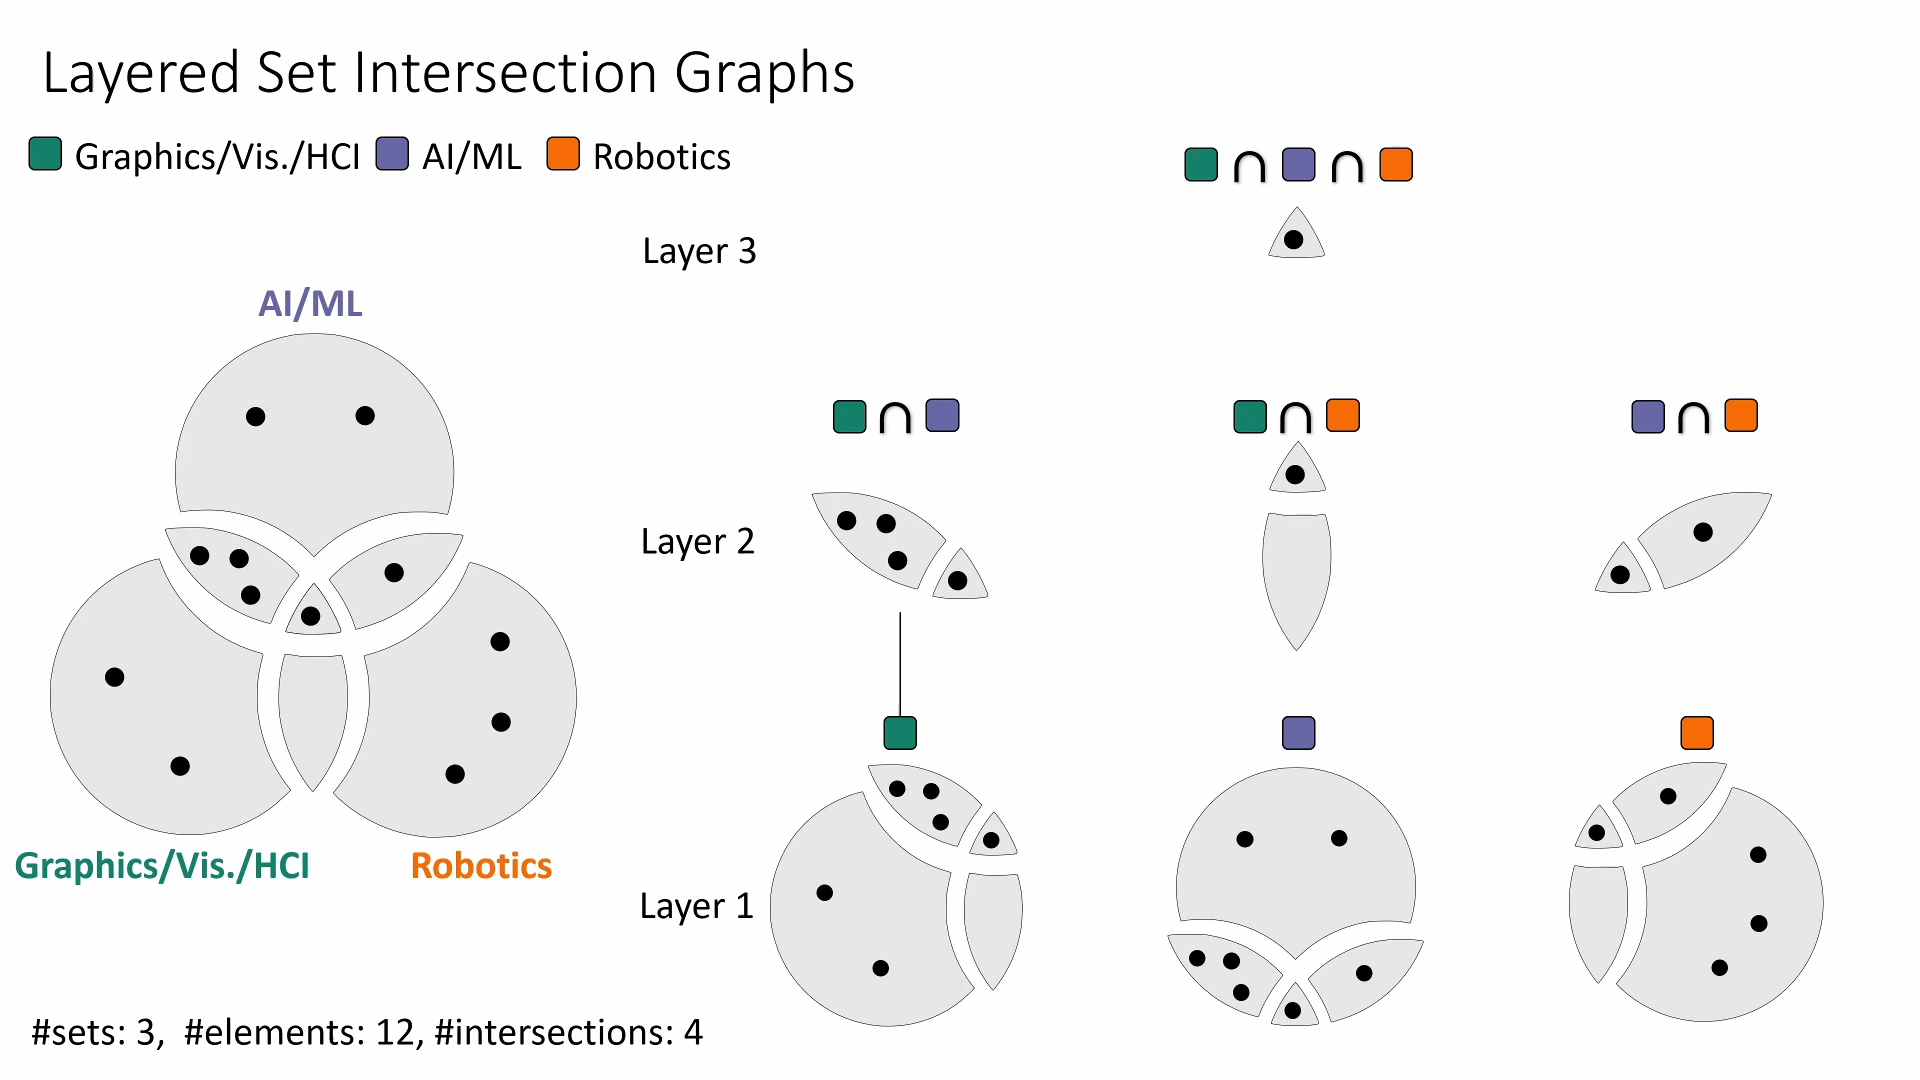 Layered Set Intersection Graphs
Graphics/Vis./HCI AI/ML Robotics
∩ ∩
Layer 3
AI/ML
∩ ∩ ∩
Layer 2
Graphics/Vis./HCI Robotics
Layer 1
#sets: 3, #elements: 12, #intersections: 4